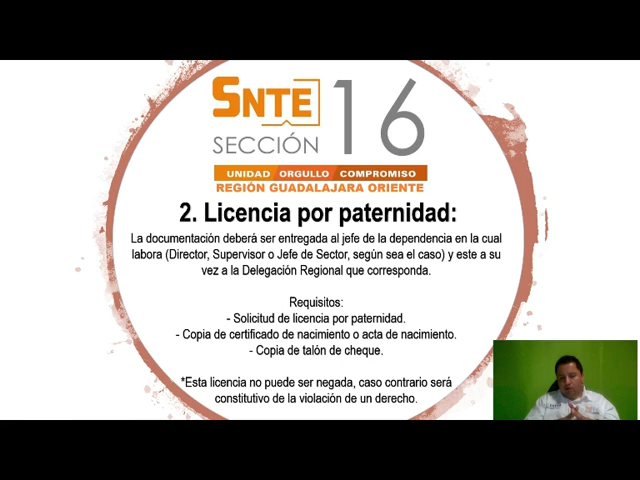 SNTE
SECCIÓN 16
UNIDAD ORGULLO COMPROMISO
REGIÓN GUADALAJARA ORIENTE
2. Licencia por paternidad:
La documentación deberá ser entregada al jefe de la dependencia en la cual
labora (Director, Supervisor o Jefe de Sector, según sea el caso) y este a su
vez a la Delegación Regional que corresponda.
Requisitos:
- Solicitud de licencia por paternidad.
- Copia de certificado de nacimiento o acta de nacimiento.
- Copia de talón de cheque.
*Esta licencia no puede ser negada, caso contrario será
constitutivo de la violación de un derecho.